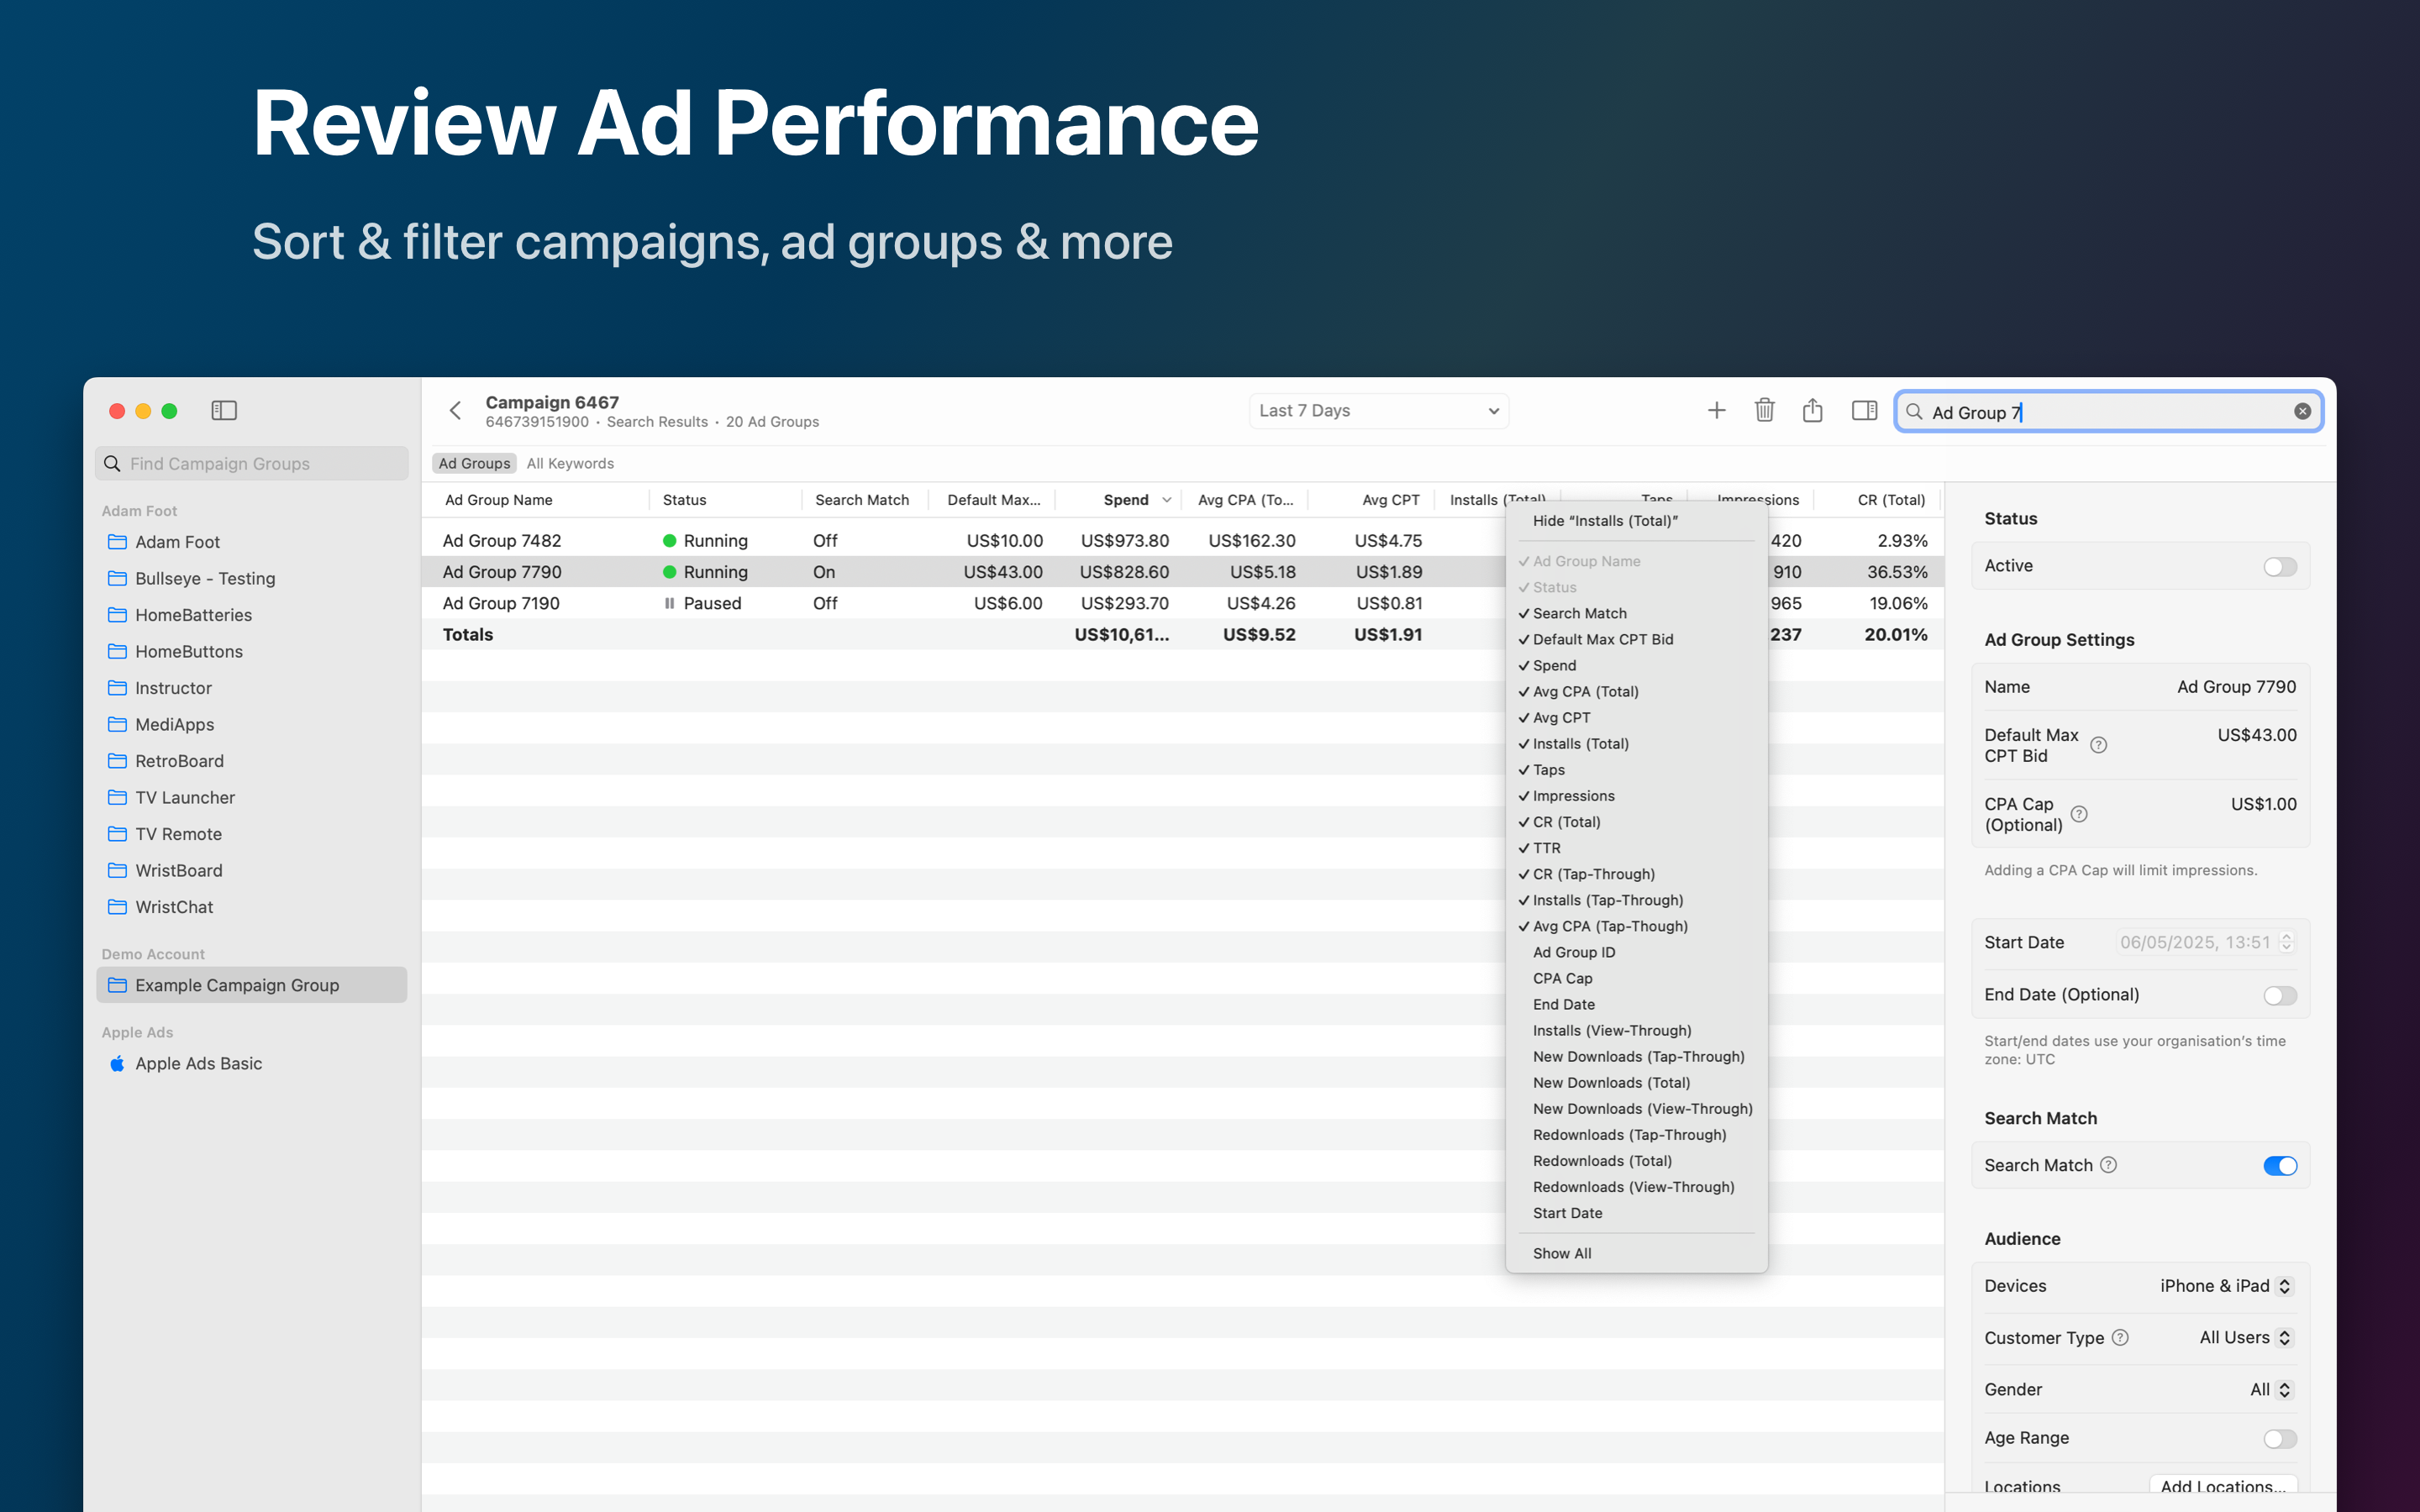 Review Ad Performance
Sort & filter campaigns, ad groups & more
Campaign 6467
646739151900 · Search Results · 20 Ad Groups
Last 7 Days
Ad Group 7
Find Campaign Groups
Adam Foot
Adam Foot
Bullseye - Testing
HomeBatteries
HomeButtons
Instructor
MediApps
RetroBoard
TV Launcher
TV Remote
WristBoard
WristChat
Demo Account
Example Campaign Group
Apple Ads
Apple Ads Basic
Ad Groups All Keywords
Ad Group Name Status Search Match Default Max... Spend Avg CPA (To... Avg CPT Installs (Total) Taps Impressions CR (Total)
Ad Group 7482 Running Off US$10.00 US$973.80 US$162.30 US$4.75 420 2.93%
Ad Group 7790 Running On US$43.00 US$828.60 US$5.18 US$1.89 910 36.53%
Ad Group 7190 Paused Off US$6.00 US$293.70 US$4.26 US$0.81 965 19.06%
Totals US$10,61... US$9.52 US$1.91 237 20.01%
Hide “Installs (Total)”
✓ Ad Group Name
✓ Status
✓ Search Match
✓ Default Max CPT Bid
✓ Spend
✓ Avg CPA (Total)
✓ Avg CPT
✓ Installs (Total)
✓ Taps
✓ Impressions
✓ CR (Total)
✓ TTR
✓ CR (Tap-Through)
✓ Installs (Tap-Through)
✓ Avg CPA (Tap-Though)
Ad Group ID
CPA Cap
End Date
Installs (View-Through)
New Downloads (Tap-Through)
New Downloads (Total)
New Downloads (View-Through)
Redownloads (Tap-Through)
Redownloads (Total)
Redownloads (View-Through)
Start Date
Show All
Status
Active
Ad Group Settings
Name Ad Group 7790
Default Max US$43.00
CPT Bid
CPA Cap US$1.00
(Optional)
Adding a CPA Cap will limit impressions.
Start Date 06/05/2025, 13:51
End Date (Optional)
Start/end dates use your organisation’s time
zone: UTC
Search Match
Search Match
Audience
Devices iPhone & iPad
Customer Type All Users
Gender All
Age Range
Locations Add Locations...